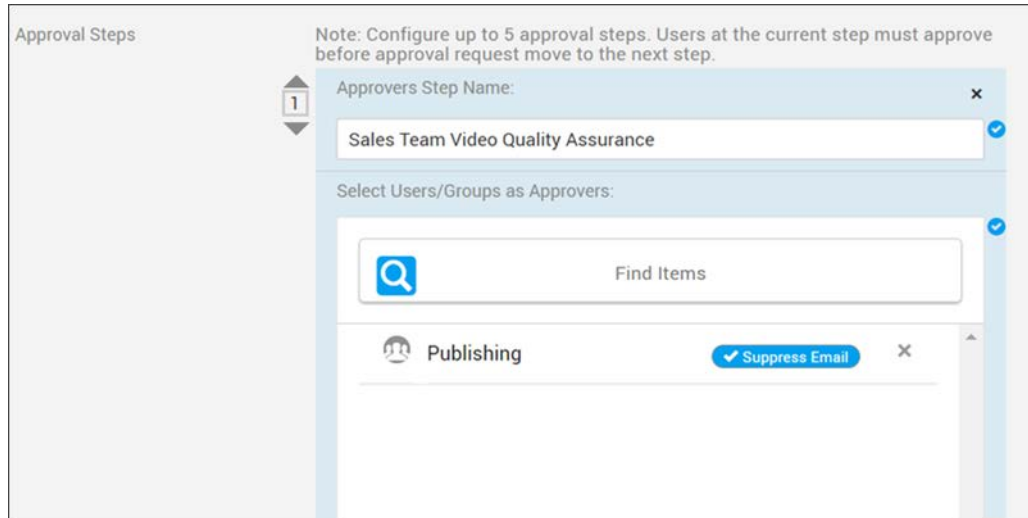 Approval Steps
Note: Configure up to 5 approval steps. Users at the current step must approve
before approval request move to the next step.
1
Approvers Step Name:
Sales Team Video Quality Assurance
Select Users/Groups as Approvers:
Find Items
Publishing
Suppress Email